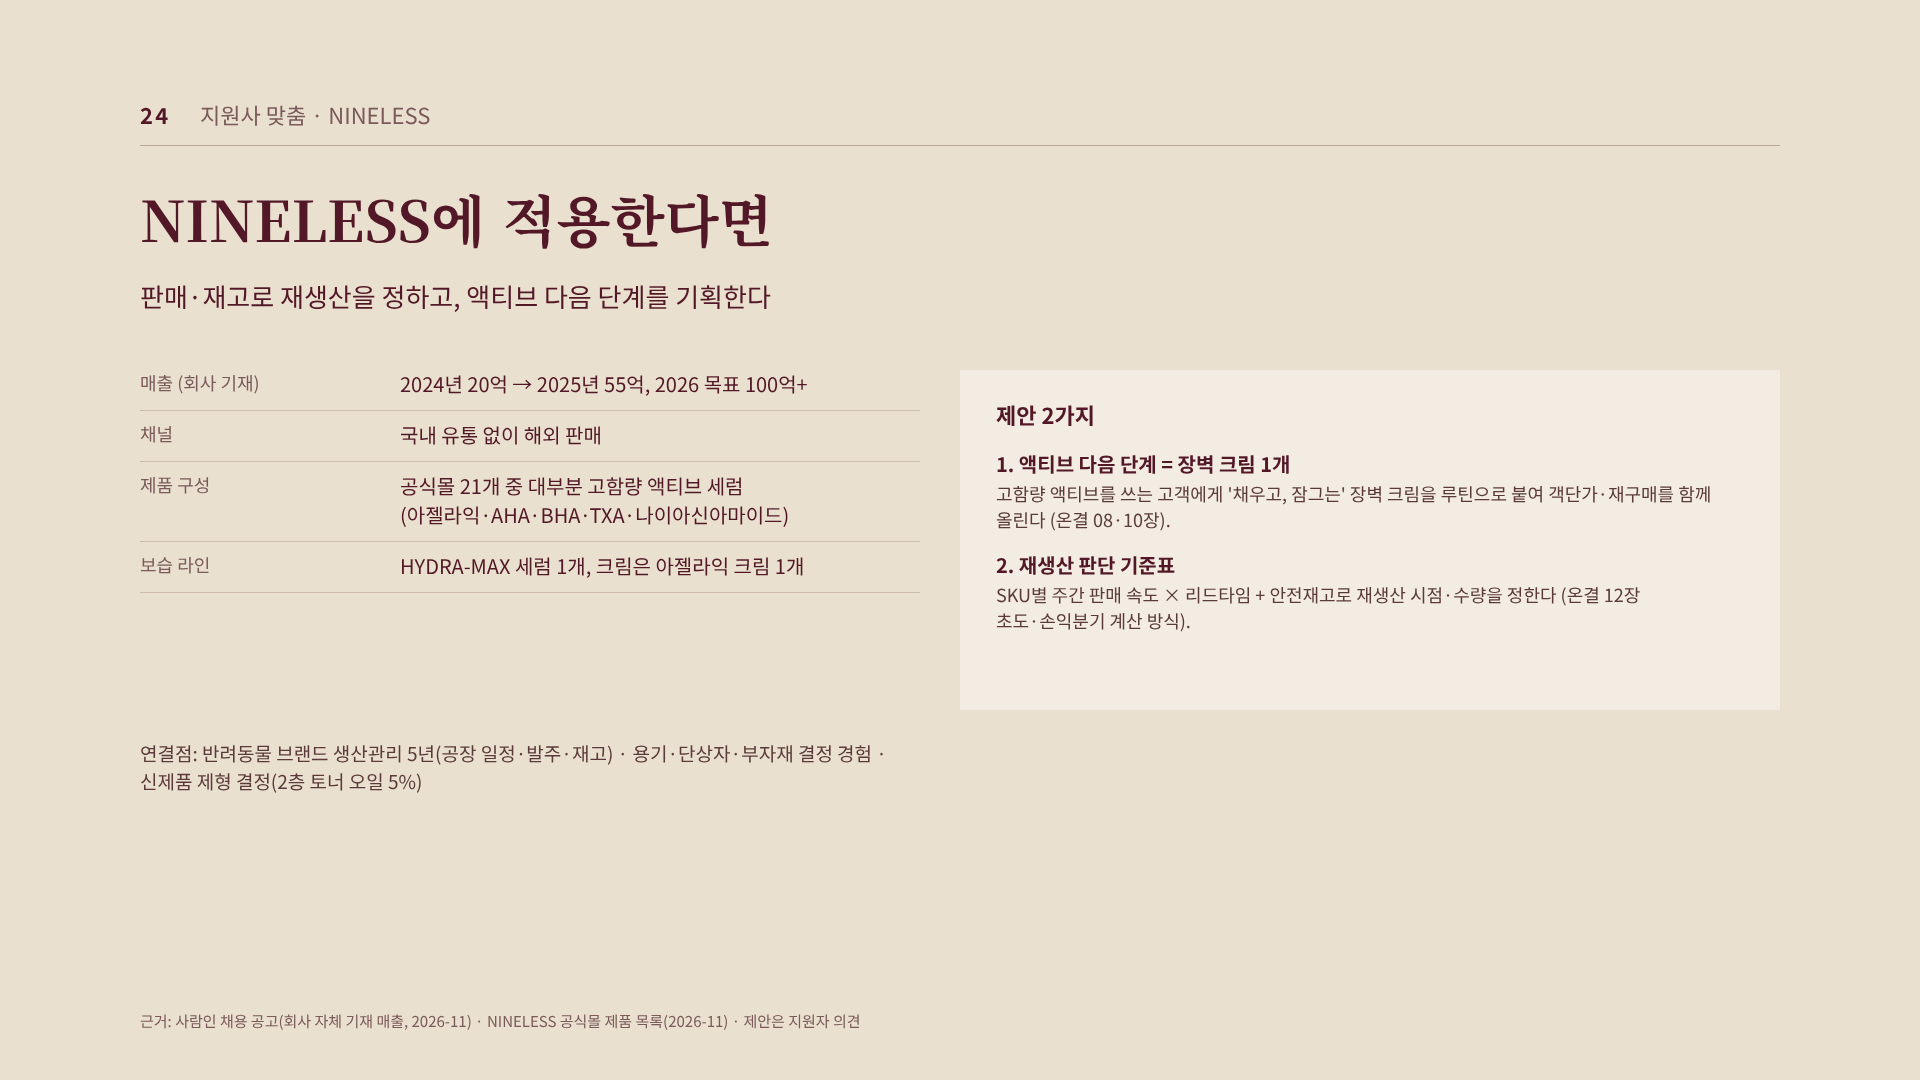 24 지원사 맞춤 · NINELESS
NINELESS에 적용한다면
판매·재고로 재생산을 정하고, 액티브 다음 단계를 기획한다
매출 (회사 기재) 2024년 20억 → 2025년 55억, 2026 목표 100억+
채널 국내 유통 없이 해외 판매
제품 구성 공식몰 21개 중 대부분 고함량 액티브 세럼
(아젤라익·AHA·BHA·TXA·나이아신아마이드)
보습 라인 HYDRA-MAX 세럼 1개, 크림은 아젤라익 크림 1개
제안 2가지
1. 액티브 다음 단계 = 장벽 크림 1개
고함량 액티브를 쓰는 고객에게 '채우고, 잠그는' 장벽 크림을 루틴으로 붙여 객단가·재구매를 함께
올린다 (온결 08·10장).
2. 재생산 판단 기준표
SKU별 주간 판매 속도 × 리드타임 + 안전재고로 재생산 시점·수량을 정한다 (온결 12장
초도·손익분기 계산 방식).
연결점: 반려동물 브랜드 생산관리 5년(공장 일정·발주·재고) · 용기·단상자·부자재 결정 경험 ·
신제품 제형 결정(2층 토너 오일 5%)
근거: 사람인 채용 공고(회사 자체 기재 매출, 2026-11) · NINELESS 공식몰 제품 목록(2026-11) · 제안은 지원자 의견